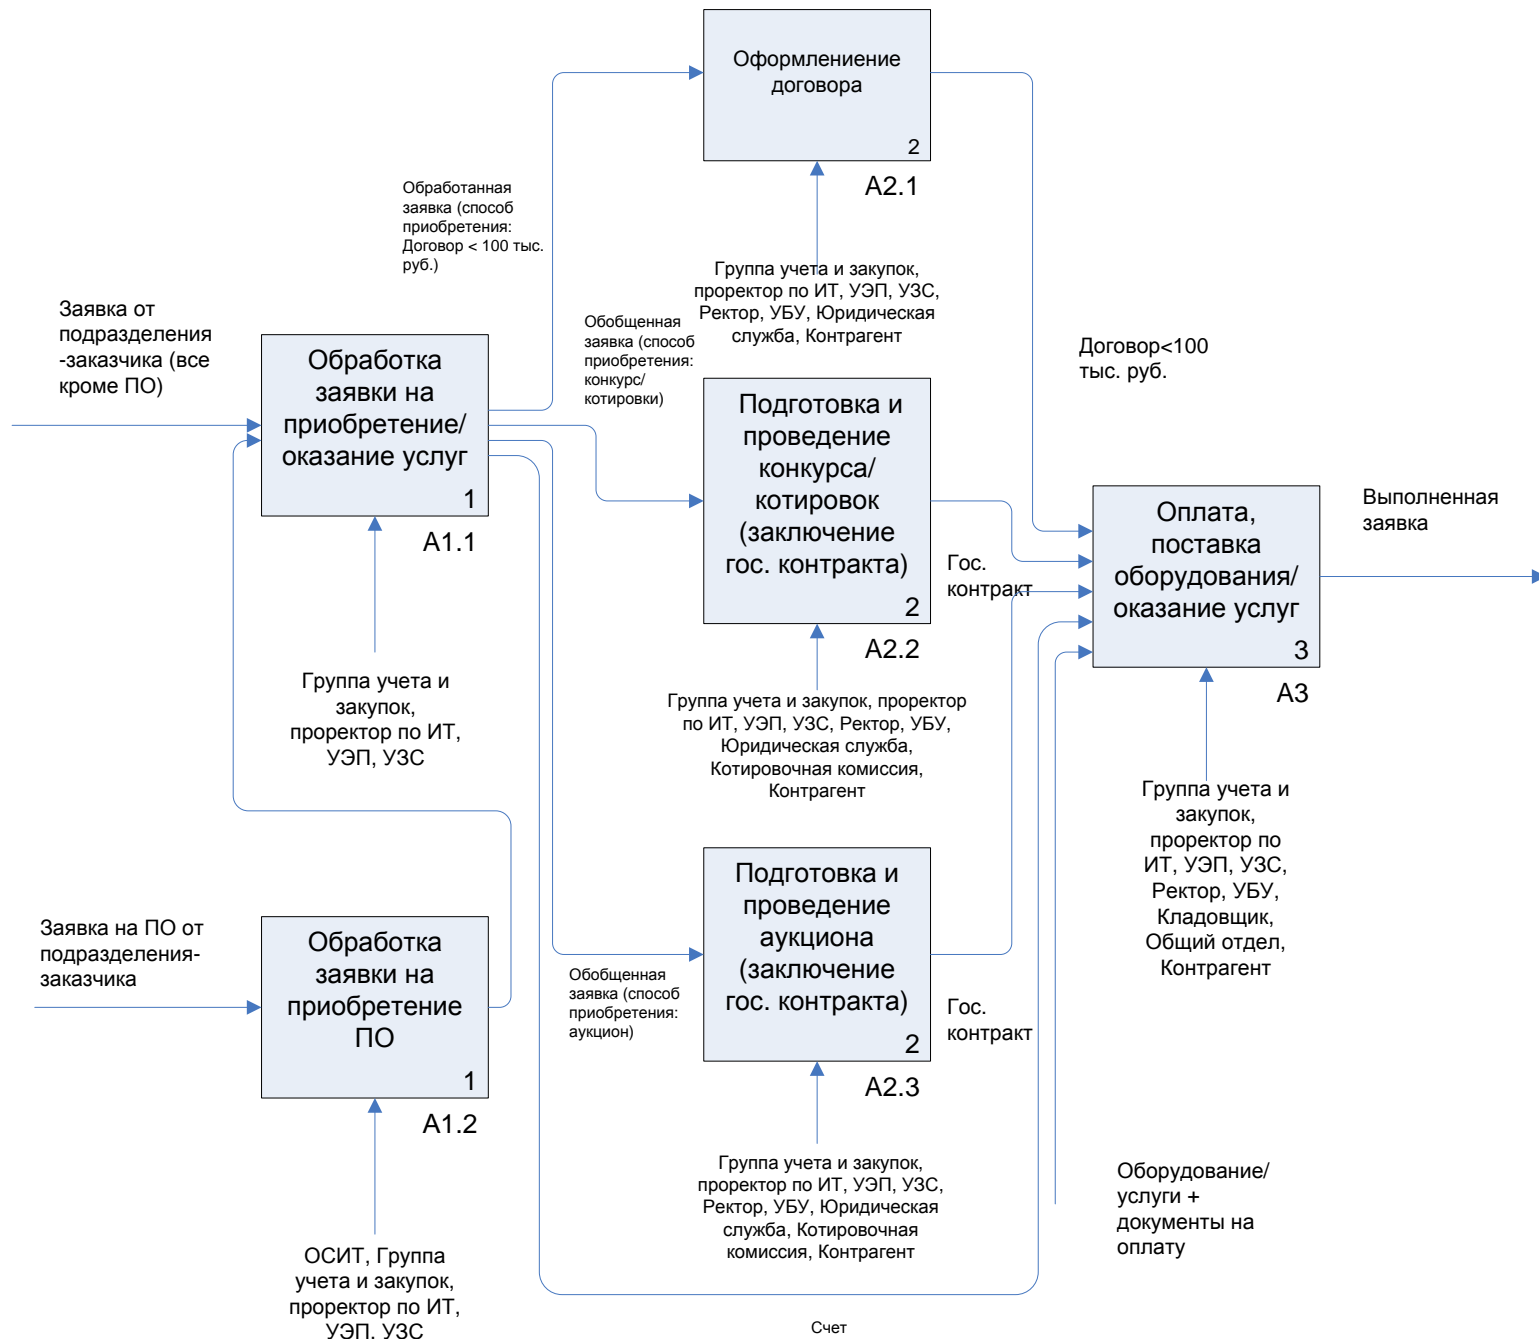 Оформлениение
договора
2
А2.1
Обработанная
заявка (способ
приобретения:
Договор < 100 тыс.
руб.)
Группа учета и закупок,
проректор по ИТ, УЭП, УЗС,
Ректор, УБУ, Юридическая
служба, Контрагент
Заявка от
подразделения
-заказчика (все
кроме ПО)
Обработка
заявки на
приобретение/
оказание услуг
1
А1.1
Обобщенная
заявка (способ
приобретения:
конкурс/
котировки)
Подготовка и
проведение
конкурса/
котировок
(заключение
гос. контракта)
2
А2.2
Договор<100
тыс. руб.
Гос.
контракт
Оплата,
поставка
оборудования/
оказание услуг
3
А3
Выполненная
заявка
Группа учета и
закупок,
проректор по ИТ,
УЭП, УЗС
Группа учета и закупок, проректор
по ИТ, УЭП, УЗС, Ректор, УБУ,
Юридическая служба,
Котировочная комиссия,
Контрагент
Группа учета и
закупок,
проректор по
ИТ, УЭП, УЗС,
Ректор, УБУ,
Кладовщик,
Общий отдел,
Контрагент
Заявка на ПО от
подразделения-
заказчика
Обработка
заявки на
приобретение
ПО
1
А1.2
Обобщенная
заявка (способ
приобретения:
аукцион)
Подготовка и
проведение
аукциона
(заключение
гос. контракта)
2
А2.3
Гос.
контракт
Группа учета и закупок,
проректор по ИТ, УЭП, УЗС,
Ректор, УБУ, Юридическая
служба, Котировочная
комиссия, Контрагент
Оборудование/
услуги +
документы на
оплату
ОСИТ, Группа
учета и закупок,
проректор по ИТ,
УЭП, УЗС
Счет